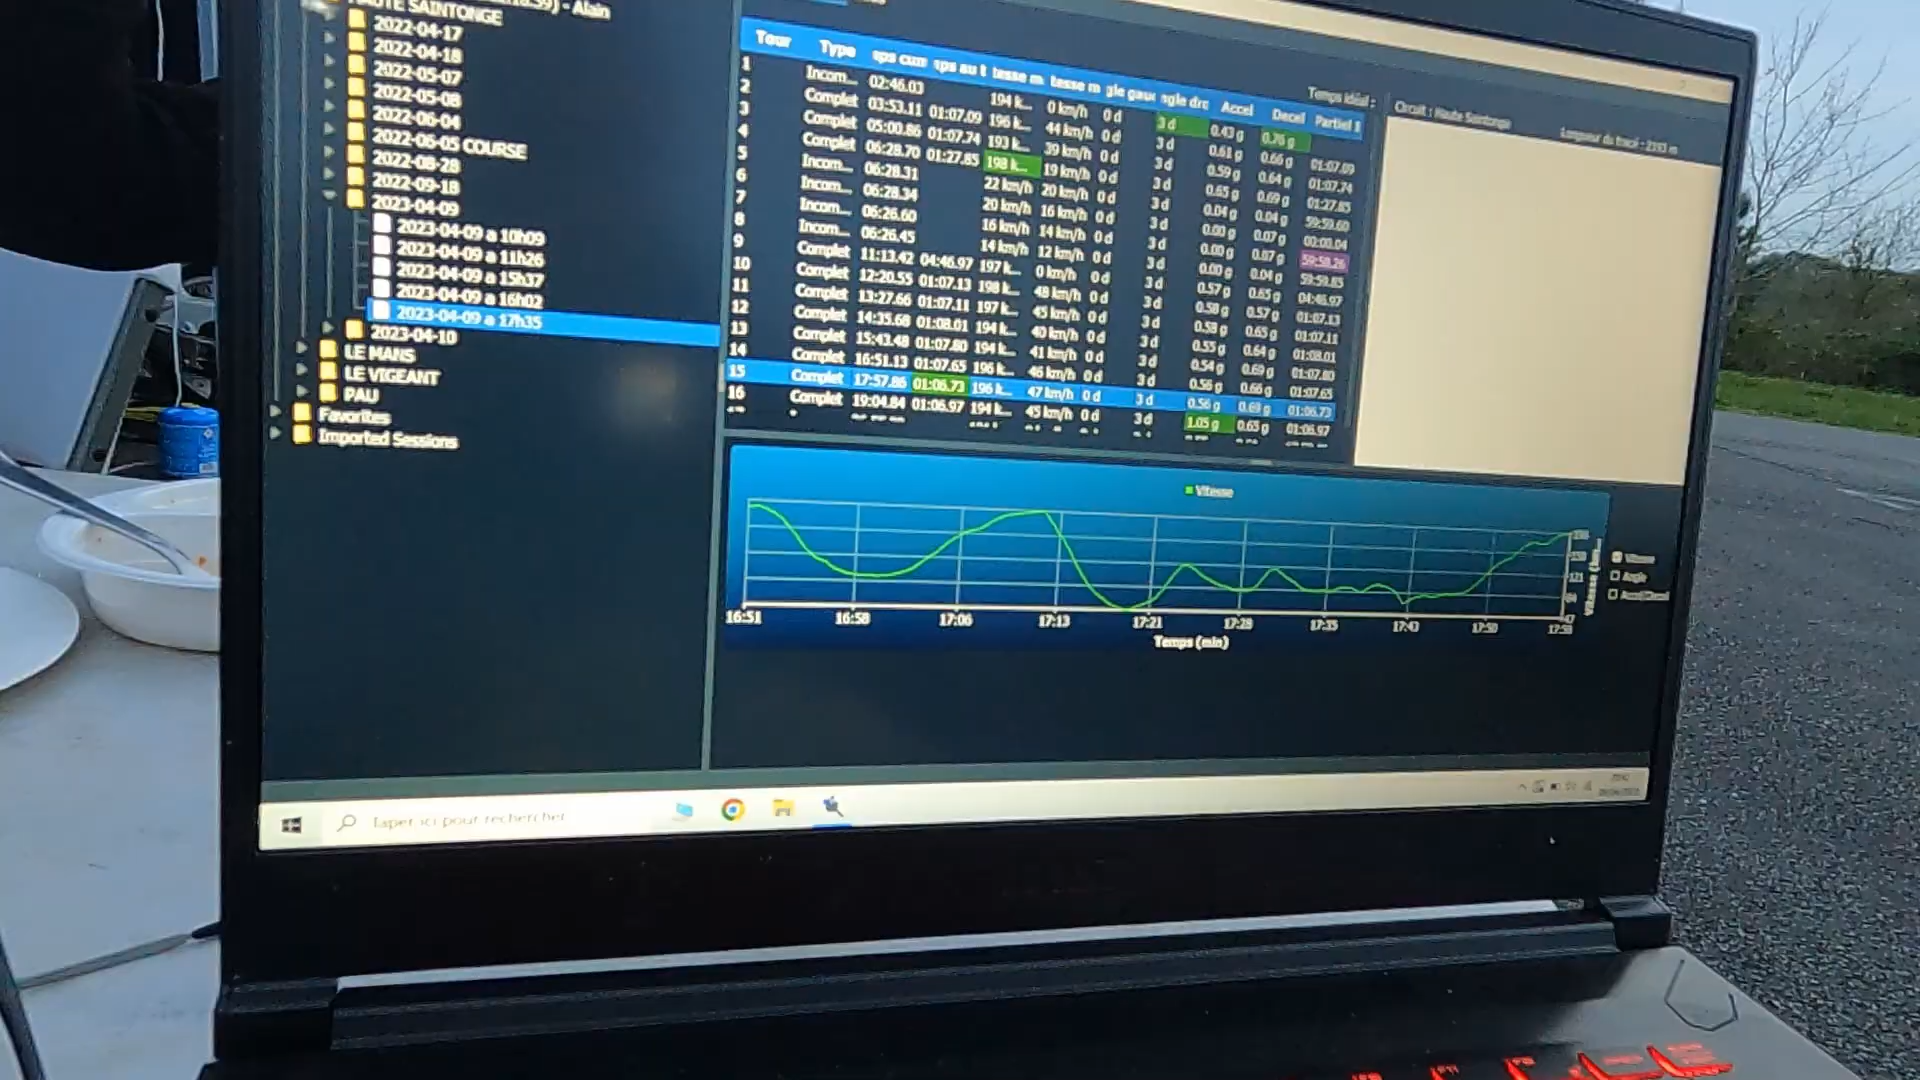 HAUTE SAINTONGE
- Alain
2022-04-17
2022-04-18
2022-05-07
2022-05-08
2022-06-04
2022-06-05 COURSE
2022-08-28
2022-09-18
2023-04-09
2023-04-09 a 10h09
2023-04-09 a 11h26
2023-04-09 a 15h37
2023-04-09 a 16h02
2023-04-09 a 17h35
2023-04-10
LE MANS
LE VIGEANT
PAU
Favorites
Imported Sessions
Tour Type Accel Decel Partiel 1
1 Incom... 02:46.03 194 k... 0 km/h 0 d 3 d 0.43 g 0.76 g
2 Complet 03:53.11 01:07.09 196 k... 44 km/h 0 d 3 d 0.61 g 0.66 g 01:07.09
3 Complet 05:00.86 01:07.74 193 k... 39 km/h 0 d 3 d 0.59 g 0.64 g 01:07.74
4 Complet 06:28.70 01:27.85 198 k... 19 km/h 0 d 3 d 0.65 g 0.69 g 01:27.85
5 Incom... 06:28.31 22 km/h 20 km/h 0 d 3 d 0.04 g 0.04 g 59:59.60
6 Incom... 06:28.34 20 km/h 16 km/h 0 d 3 d 0.00 g 0.07 g 00:00.04
7 Incom... 06:26.60 16 km/h 14 km/h 0 d 3 d 0.00 g 0.07 g 59:58.26
8 Incom... 06:26.45 14 km/h 12 km/h 0 d 3 d 0.00 g 0.04 g 59:59.85
9 Complet 11:13.42 04:46.97 197 k... 0 km/h 0 d 3 d 0.57 g 0.65 g 04:46.97
10 Complet 12:20.55 01:07.13 198 k... 48 km/h 0 d 3 d 0.58 g 0.57 g 01:07.13
11 Complet 13:27.66 01:07.11 197 k... 45 km/h 0 d 3 d 0.53 g 0.65 g 01:07.11
12 Complet 14:35.68 01:08.01 194 k... 40 km/h 0 d 3 d 0.55 g 0.64 g 01:08.01
13 Complet 15:43.48 01:07.80 194 k... 41 km/h 0 d 3 d 0.54 g 0.69 g 01:07.80
14 Complet 16:51.13 01:07.65 196 k... 46 km/h 0 d 3 d 0.56 g 0.66 g 01:07.65
15 Complet 17:57.86 01:06.73 196 k... 47 km/h 0 d 3 d 0.56 g 0.69 g 01:06.73
16 Complet 19:04.84 01:06.97 194 k... 45 km/h 0 d 3 d 1.05 g 0.65 g 01:06.97
Temps idéal :
Circuit : Haute Saintonge
Longueur du tracé : 2193 m
Vitesse
121
47
16:51 16:58 17:06 17:13 17:21 17:28 17:35 17:43 17:50 17:58
Temps (min)
Vitesse
Angle
Taper ici pour rechercher